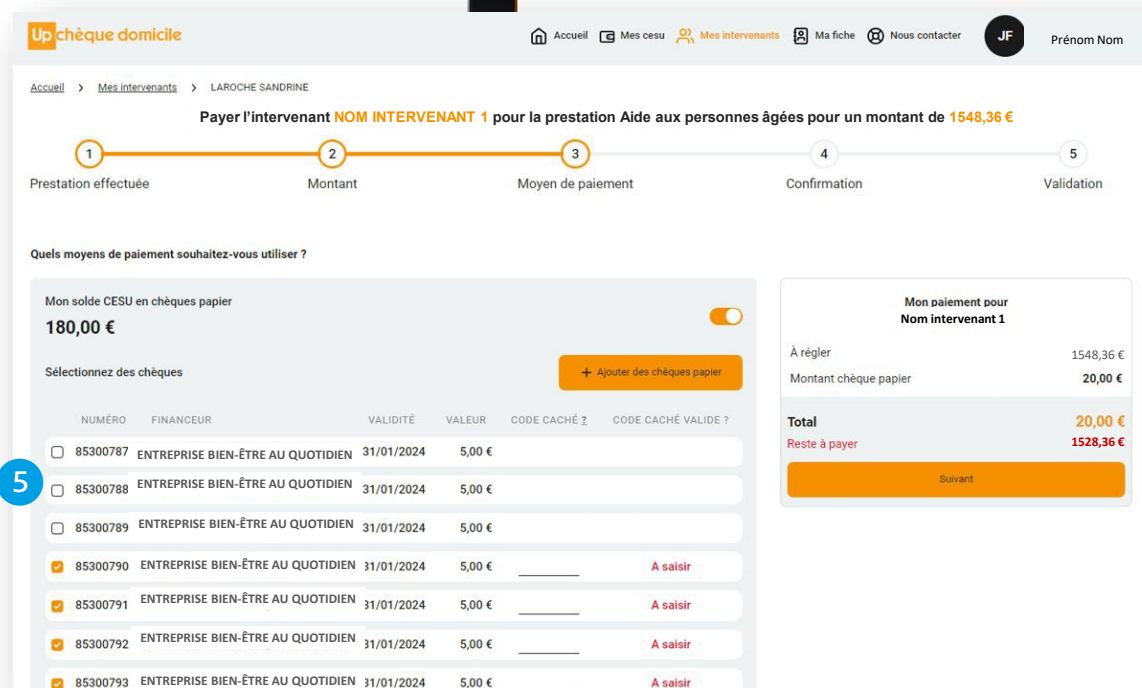 Up chèque domicile
Accueil Mes cesu Mes intervenants Ma fiche Nous contacter JF Prénom Nom
Accueil > Mes intervenants > LAROCHE SANDRINE
Payer l'intervenant NOM INTERVENANT 1 pour la prestation Aide aux personnes âgées pour un montant de 1548,36 €
1 2 3 4 5
Prestation effectuée Montant Moyen de paiement Confirmation Validation
Quels moyens de paiement souhaitez-vous utiliser ?
Mon solde CESU en chèques papier
180,00 €
Sélectionnez des chèques
+ Ajouter des chèques papier
NUMÉRO FINANCEUR VALIDITÉ VALEUR CODE CACHÉ ? CODE CACHÉ VALIDE ?
85300787 ENTREPRISE BIEN-ÊTRE AU QUOTIDIEN 31/01/2024 5,00 €
5
85300788 ENTREPRISE BIEN-ÊTRE AU QUOTIDIEN 31/01/2024 5,00 €
85300789 ENTREPRISE BIEN-ÊTRE AU QUOTIDIEN 31/01/2024 5,00 €
85300790 ENTREPRISE BIEN-ÊTRE AU QUOTIDIEN 31/01/2024 5,00 € A saisir
85300791 ENTREPRISE BIEN-ÊTRE AU QUOTIDIEN 31/01/2024 5,00 € A saisir
85300792 ENTREPRISE BIEN-ÊTRE AU QUOTIDIEN 31/01/2024 5,00 € A saisir
85300793 ENTREPRISE BIEN-ÊTRE AU QUOTIDIEN 31/01/2024 5,00 € A saisir
Mon paiement pour
Nom intervenant 1
À régler 1548,36 €
Montant chèque papier 20,00 €
Total 20,00 €
Reste à payer 1528,36 €
Suivant